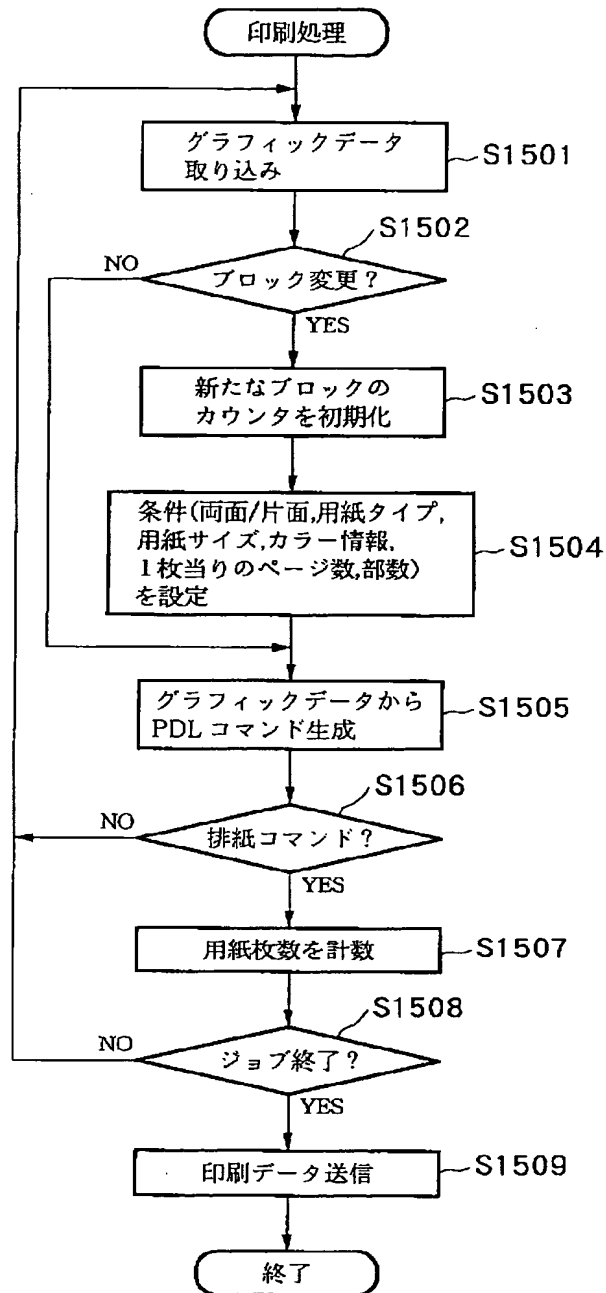 印刷処理
グラフィックデータ
取り込み
S1501
S1502
ブロック変更?
NO
YES
新たなブロックの
カウンタを初期化
S1503
条件(両面/片面,用紙タイプ,
用紙サイズ,カラー情報,
1枚当りのページ数,部数)
を設定
S1504
グラフィックデータから
PDLコマンド生成
S1505
S1506
排紙コマンド?
NO
YES
用紙枚数を計数
S1507
S1508
ジョブ終了?
NO
YES
印刷データ送信
S1509
終了